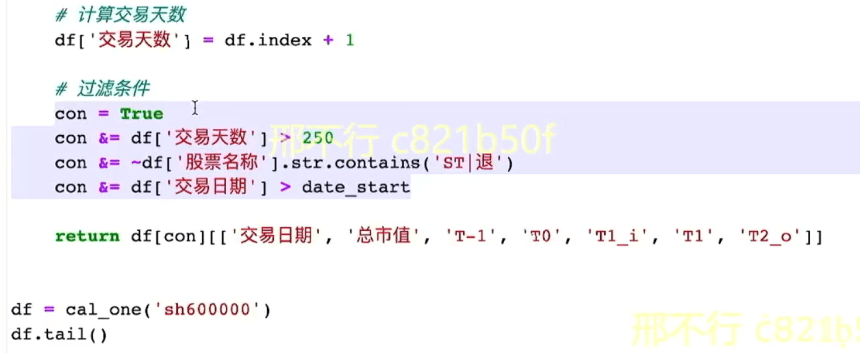 # 计算交易天数
df['交易天数'] = df.index + 1
# 过滤条件
con = True
con &= df['交易天数'] > 250
con &= ~df['股票名称'].str.contains('ST|退')
con &= df['交易日期'] > date_start
邢不行 c821b50f
return df[con][['交易日期', '总市值', 'T-1', 'T0', 'T1_i', 'T1', 'T2_o']]
df = cal_one('sh600000')
df.tail()
邢不行 c821b5